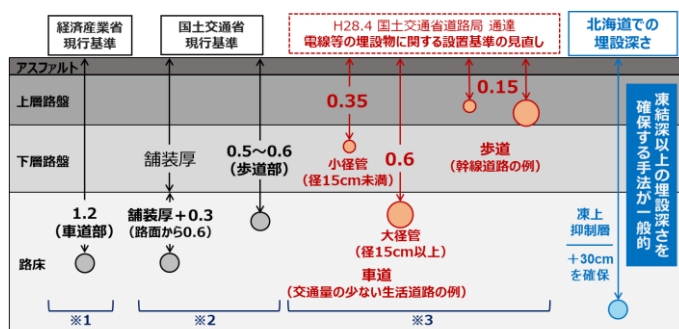 経済産業省
現行基準
国土交通省
現行基準
H28.4 国土交通省道路局 通達
電線等の埋設物に関する設置基準の見直し
北海道での
埋設深さ
アスファルト
上層路盤
下層路盤
路床
1.2
(車道部)
舗装厚
舗装厚+0.3
(路面から0.6)
0.5~0.6
(歩道部)
0.35
小径管
(径15cm未満)
0.6
大径管
(径15cm以上)
車道
(交通量の少ない生活道路の例)
0.15
歩道
(幹線道路の例)
凍結深以上の埋設深さを
確保する手法が一般的
凍上
抑制層
+30cm
を確保
※1
※2
※3